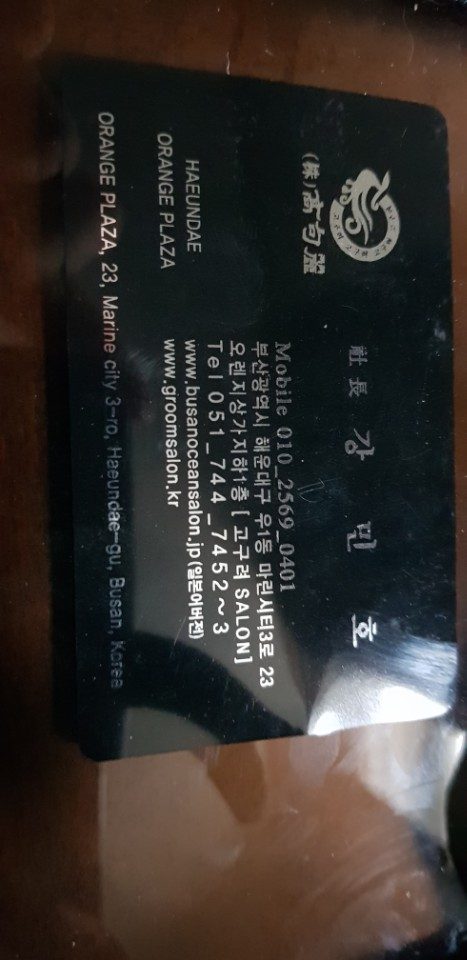 (株)高句麗
社長 강 민 호
HAEUNDAE
ORANGE PLAZA
Mobile 010_2569_0401
부산광역시 해운대구 우1동 마린시티3로 23
오렌지상가지하1층 [ 고구려 SALON]
Tel 051_744_7452~3
www.busanoceansalon.jp (일본어버전)
www.groomsalon.kr
ORANGE PLAZA, 23, Marine city 3-ro, Haeundae-gu, Busan, Korea